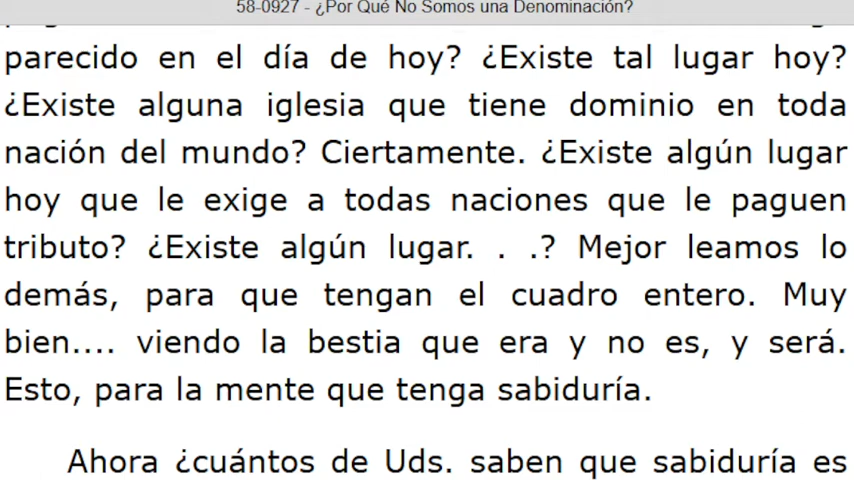 58-0927 - ¿Por Qué No Somos una Denominación?
parecido en el día de hoy? ¿Existe tal lugar hoy?
¿Existe alguna iglesia que tiene dominio en toda
nación del mundo? Ciertamente. ¿Existe algún lugar
hoy que le exige a todas naciones que le paguen
tributo? ¿Existe algún lugar. . .? Mejor leamos lo
demás, para que tengan el cuadro entero. Muy
bien.... viendo la bestia que era y no es, y será.
Esto, para la mente que tenga sabiduría.
Ahora ¿cuántos de Uds. saben que sabiduría es